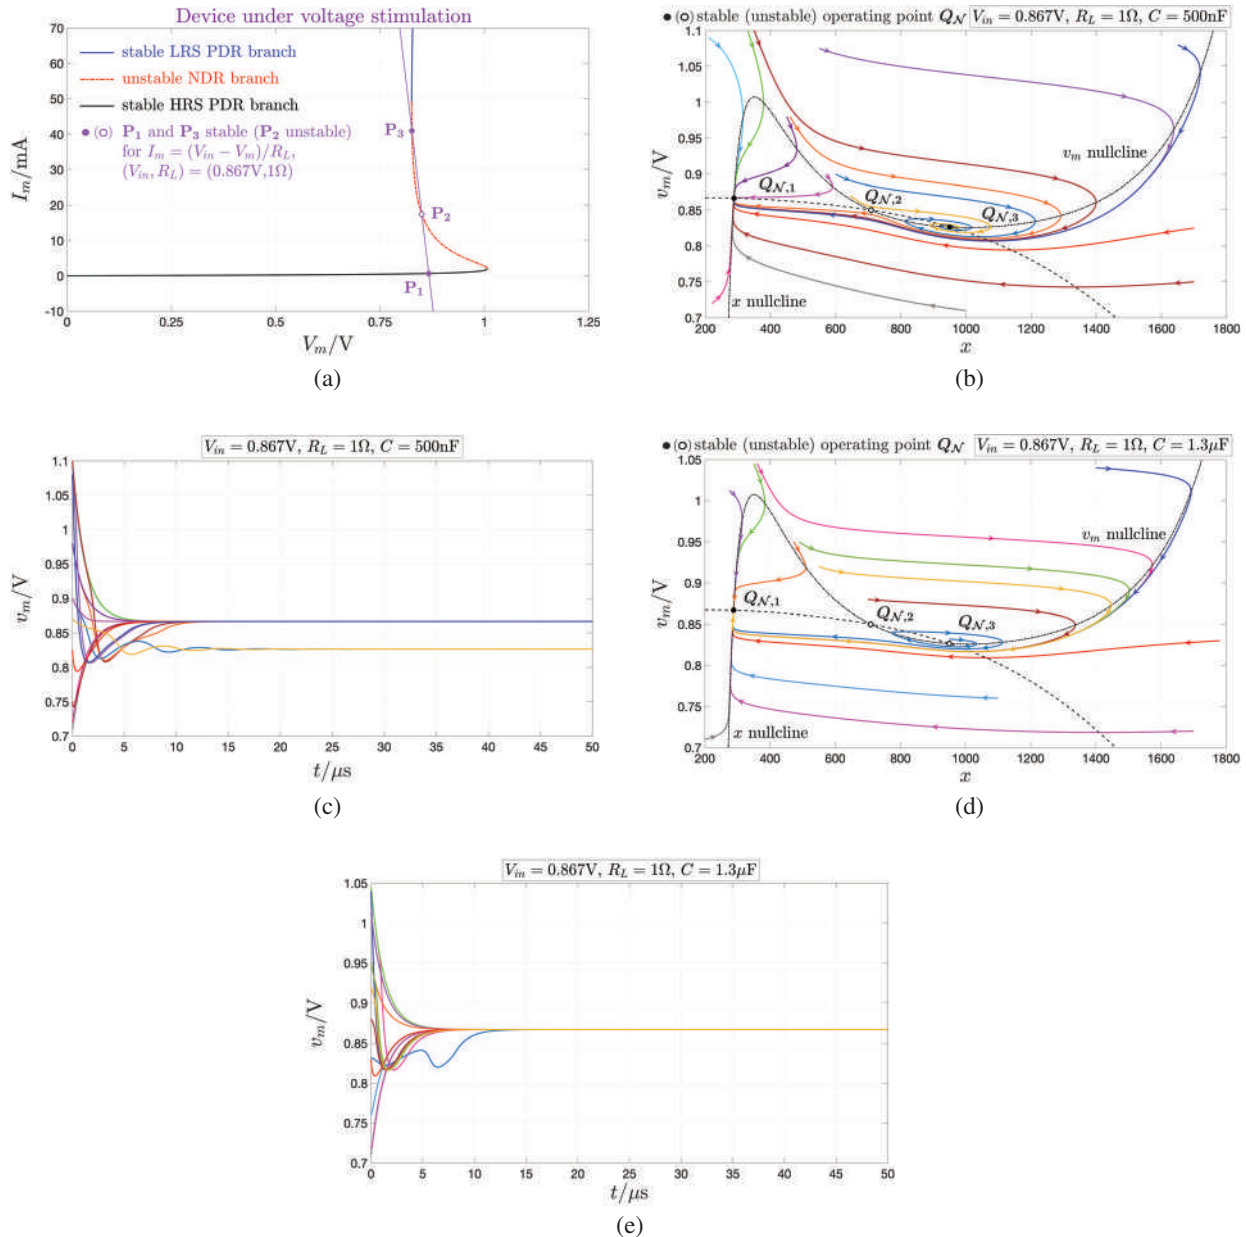 Device under voltage stimulation
70
60
50
40
30
20
10
0
-10
I_m/mA
stable LRS PDR branch
unstable NDR branch
stable HRS PDR branch
●(○) P₁ and P₃ stable (P₂ unstable)
for I_m = (V_in − V_m)/R_L,
(V_in, R_L) = (0.867V,1Ω)
P₃
P₂
P₁
0 0.25 0.5 0.75 1 1.25
V_m/V
(a)
●(○)stable (unstable) operating point Q_𝒩 V_in = 0.867V, R_L = 1Ω, C = 500nF
1.1
1.05
1
0.95
0.9
0.85
0.8
0.75
0.7
v_m/V
v_m nullcline
Q_𝒩,1
Q_𝒩,2
Q_𝒩,3
x nullcline
200 400 600 800 1000 1200 1400 1600 1800
x
(b)
V_in = 0.867V, R_L = 1Ω, C = 500nF
1.1
1.05
1
0.95
0.9
0.85
0.8
0.75
0.7
v_m/V
0 5 10 15 20 25 30 35 40 45 50
t/μs
(c)
●(○)stable (unstable) operating point Q_𝒩 V_in = 0.867V, R_L = 1Ω, C = 1.3μF
1.05
1
0.95
0.9
0.85
0.8
0.75
0.7
v_m/V
v_m nullcline
Q_𝒩,1
Q_𝒩,2
Q_𝒩,3
x nullcline
200 400 600 800 1000 1200 1400 1600 1800
x
(d)
V_in = 0.867V, R_L = 1Ω, C = 1.3μF
1.05
1
0.95
0.9
0.85
0.8
0.75
0.7
v_m/V
0 5 10 15 20 25 30 35 40 45 50
t/μs
(e)